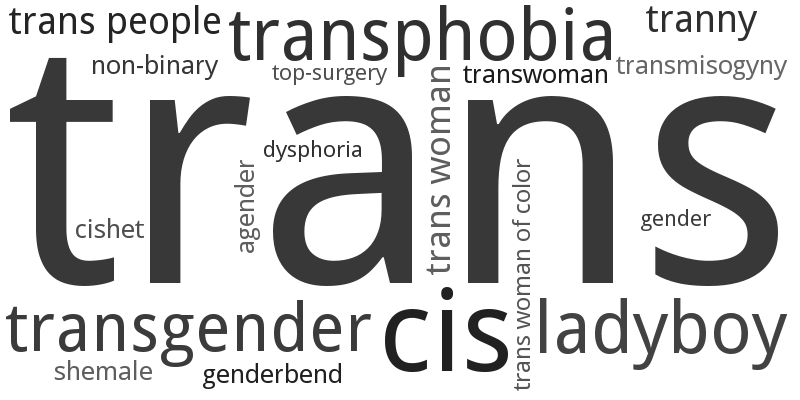 trans people
transphobia
tranny
non-binary
top-surgery
transwoman
transmisogyny
trans
dysphoria
trans woman
agender
trans woman of color
cishet
gender
transgender
cis
ladyboy
shemale
genderbend